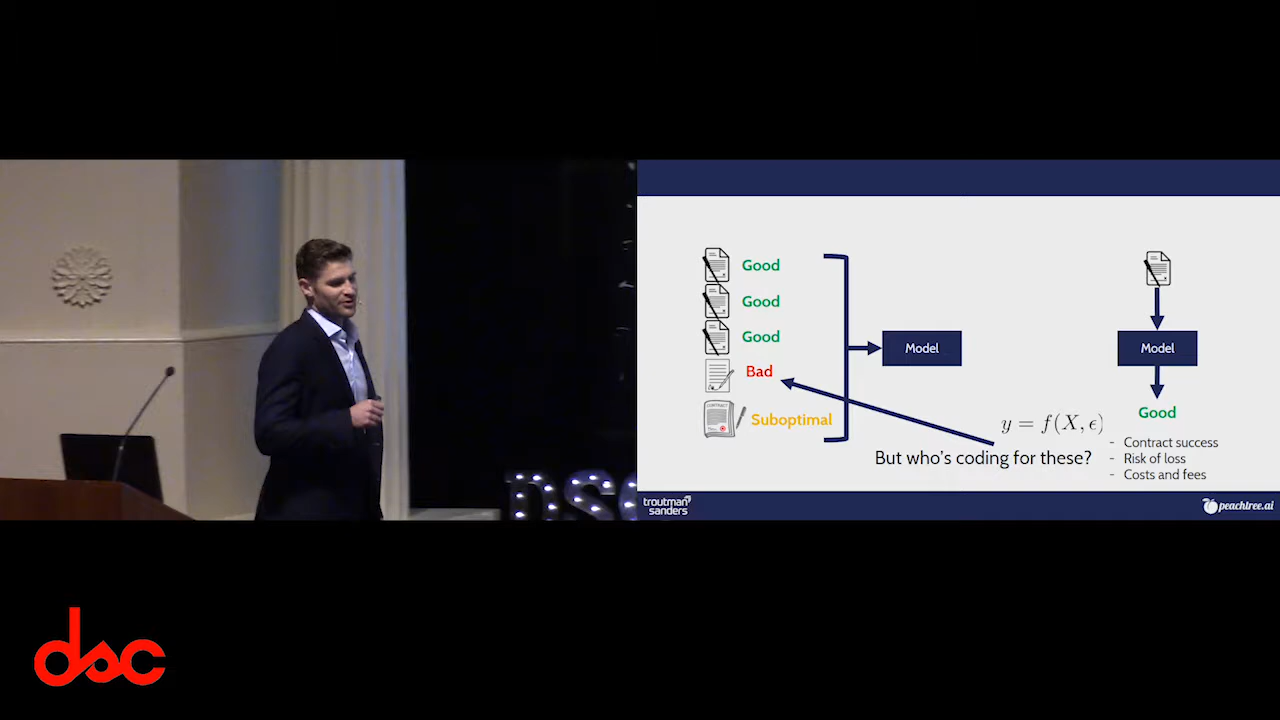 Good
Good
Good
Bad
Suboptimal
Model
Model
Good
y = f(X, ϵ)
But who's coding for these?
- Contract success
- Risk of loss
- Costs and fees
troutman
sanders
peachtree.ai
DSC
dsc